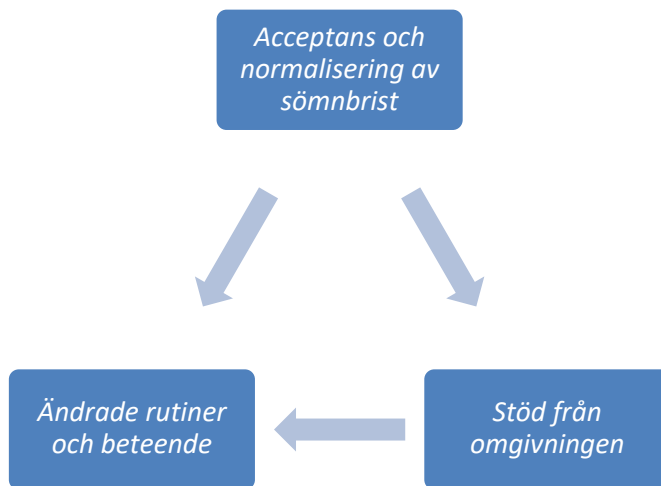 Acceptans och
normalisering av
sömnbrist
Ändrade rutiner
och beteende
Stöd från
omgivningen